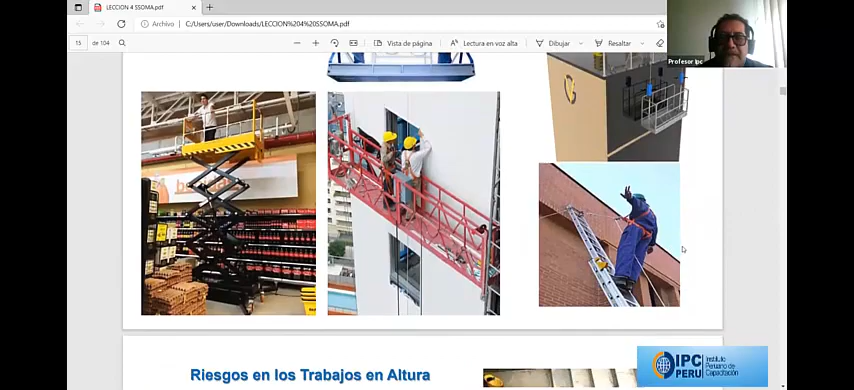 LECCION 4 SSOMA.pdf
Archivo
C:/Users/user/Downloads/LECCION%204%20SSOMA.pdf
15 de 104
Vista de página
Lectura en voz alta
Dibujar
Resaltar
Profesor Ipc
Riesgos en los Trabajos en Altura
IPC PERU
Instituto
Peruano de
Capacitación